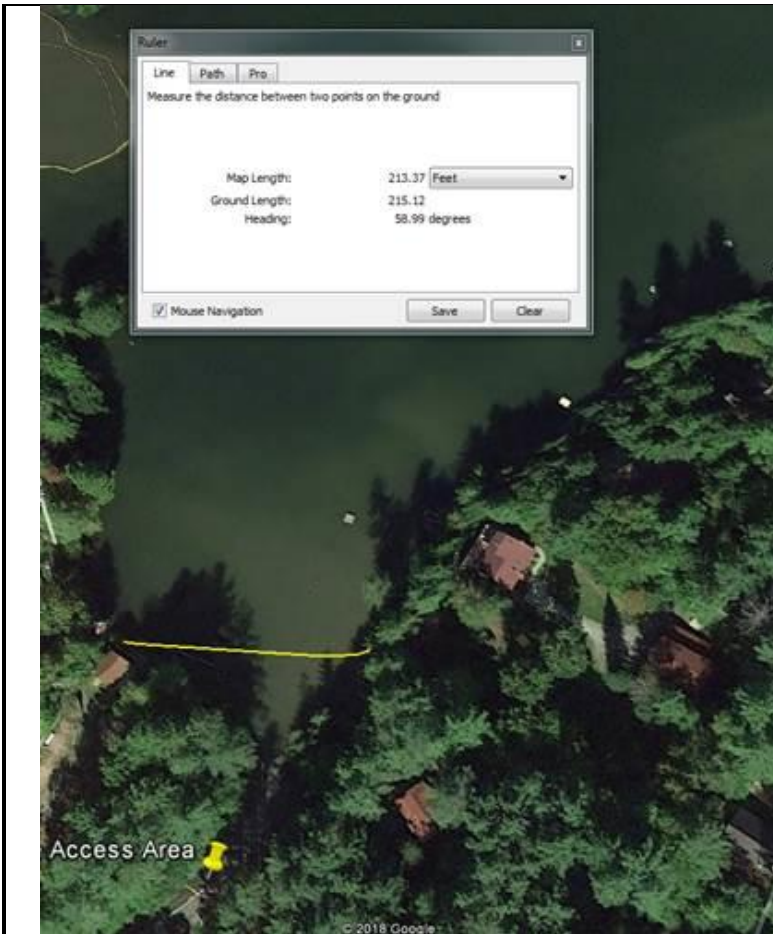 Ruler
Line Path Pro
Measure the distance between two points on the ground
Map Length: 213.37 Feet
Ground Length: 215.12
Heading: 58.99 degrees
Mouse Navigation Save Clear
Access Area
© 2018 Google